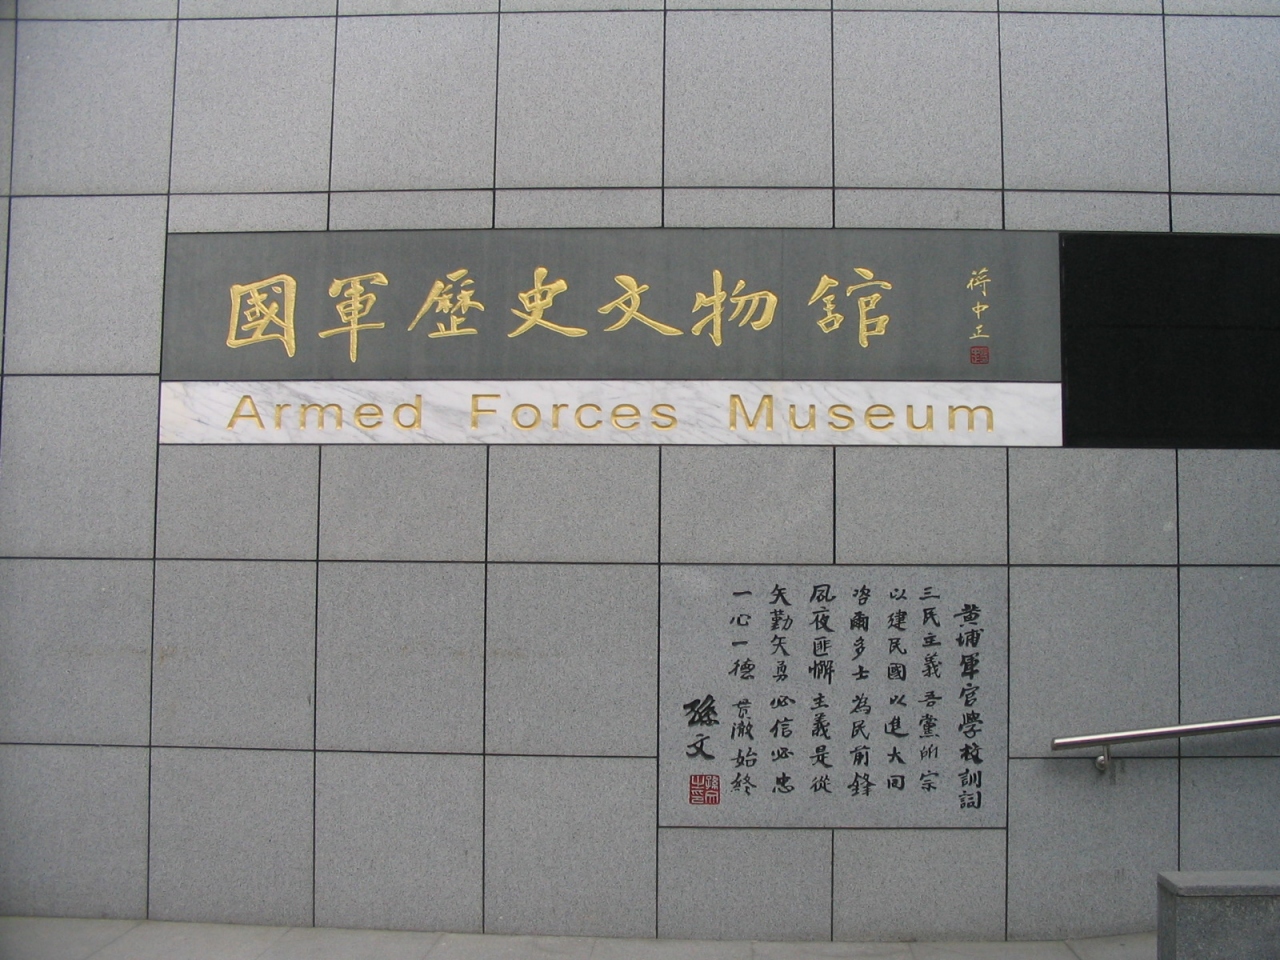 國軍歷史文物館
蔣中正
Armed Forces Museum
黃埔軍官學校訓詞
三民主義吾黨所宗
以建民國以進大同
咨爾多士為民前鋒
夙夜匪懈主義是從
矢勤矢勇必信必忠
一心一德貫澈始終
孫文